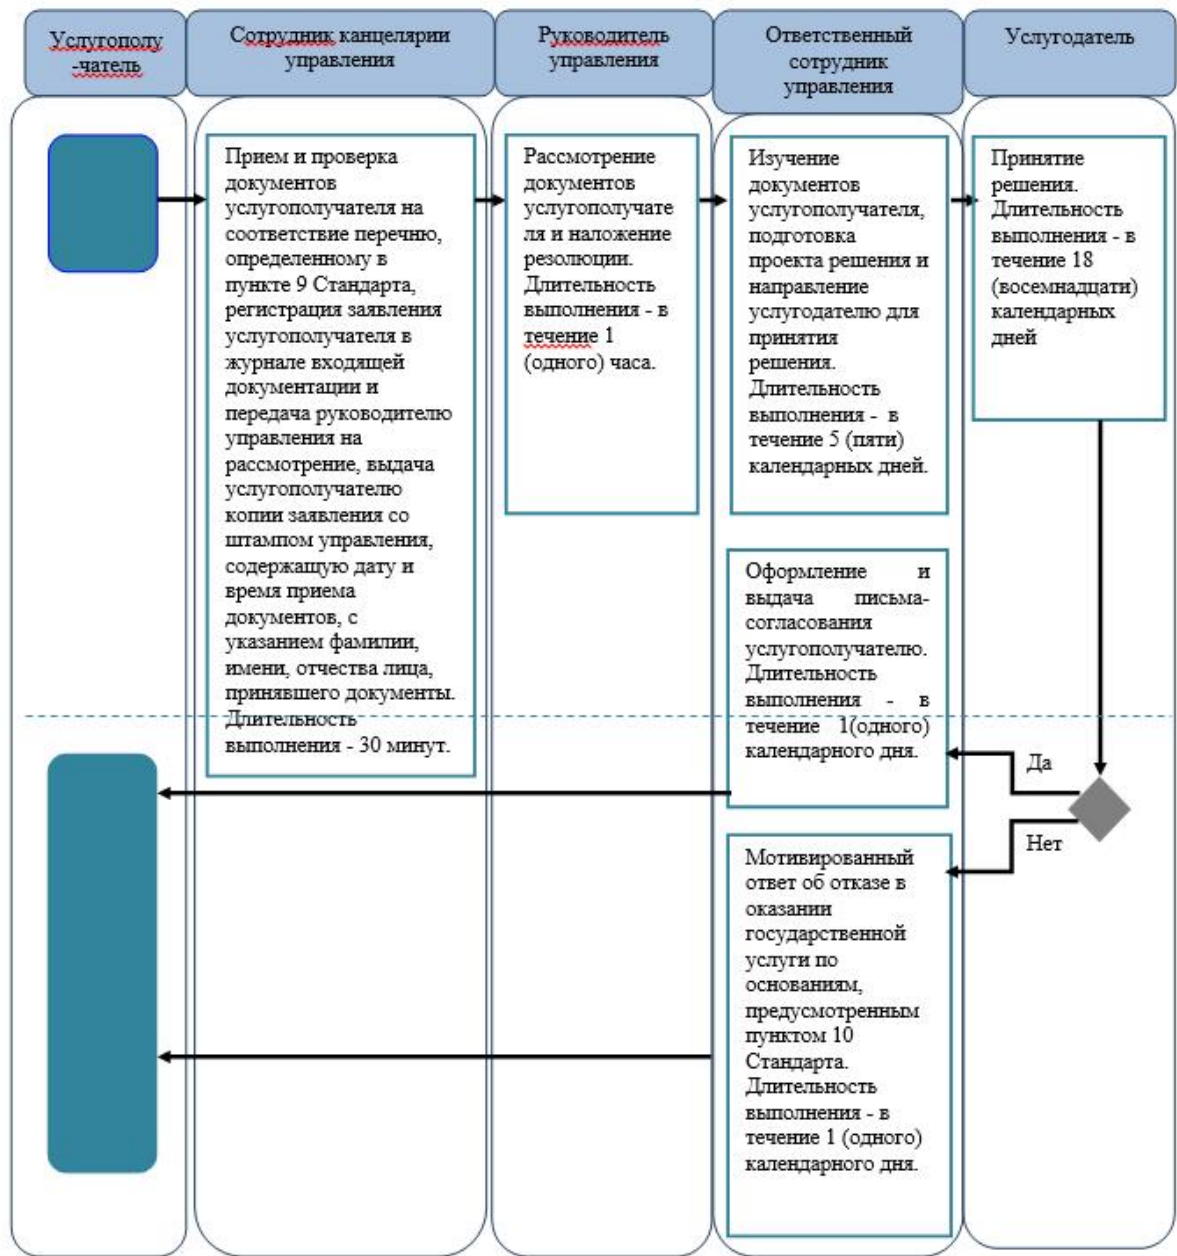 Услугополу
-чатель
Сотрудник канцелярии
управления
Руководитель
управления
Ответственный
сотрудник
управления
Услугодатель
Прием и проверка
документов
услугополучателя на
соответствие перечню,
определенному в
пункте 9 Стандарта,
регистрация заявления
услугополучателя в
журнале входящей
документации и
передача руководителю
управления на
рассмотрение, выдача
услугополучателю
копии заявления со
штампом управления,
содержащую дату и
время приема
документов, с
указанием фамилии,
имени, отчества лица,
принявшего документы.
Длительность
выполнения - 30 минут.
Рассмотрение
документов
услугополучате
ля и наложение
резолюции.
Длительность
выполнения - в
течение 1
(одного) часа.
Изучение
документов
услугополучателя,
подготовка
проекта решения и
направление
услугодателю для
принятия
решения.
Длительность
выполнения - в
течение 5 (пяти)
календарных дней.
Принятие
решения.
Длительность
выполнения - в
течение 18
(восемнадцати)
календарных
дней
Оформление и
выдача письма-
согласования
услугополучателю.
Длительность
выполнения - в
течение 1(одного)
календарного дня.
Да
Нет
Мотивированный
ответ об отказе в
оказании
государственной
услуги по
основаниям,
предусмотренным
пунктом 10
Стандарта.
Длительность
выполнения - в
течение 1 (одного)
календарного дня.